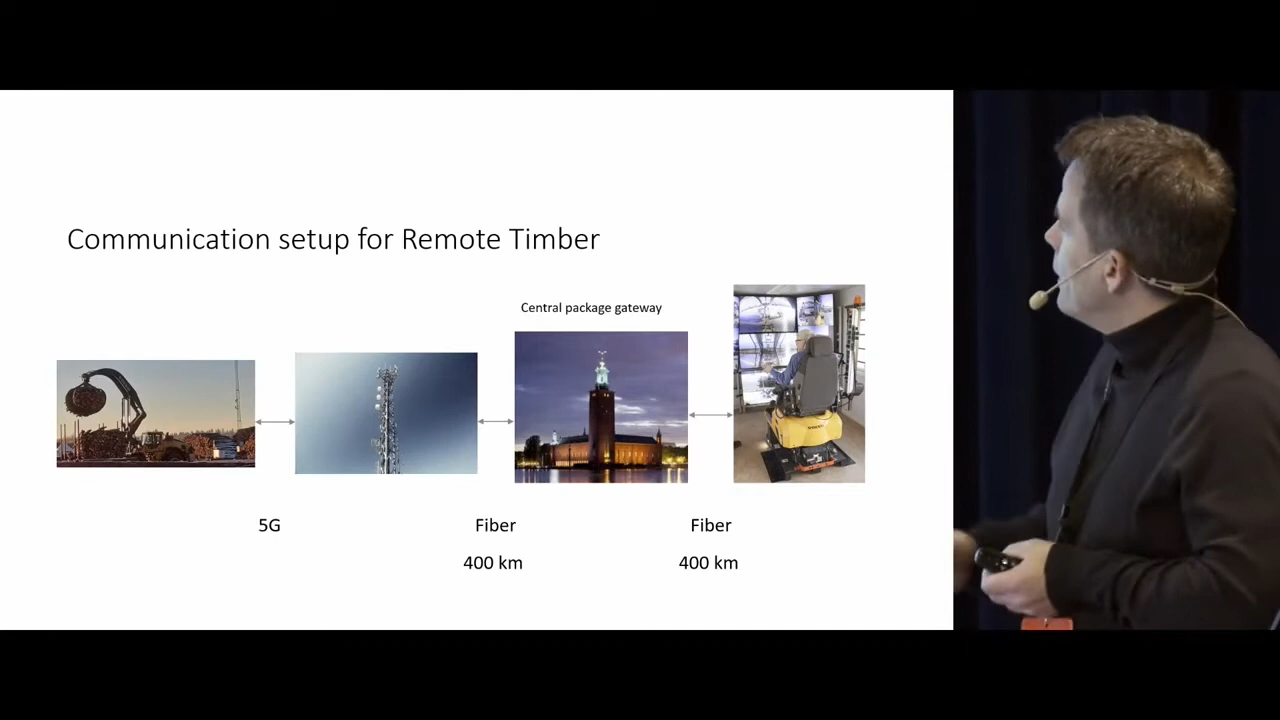 Communication setup for Remote Timber
Central package gateway
5G
Fiber
Fiber
400 km
400 km